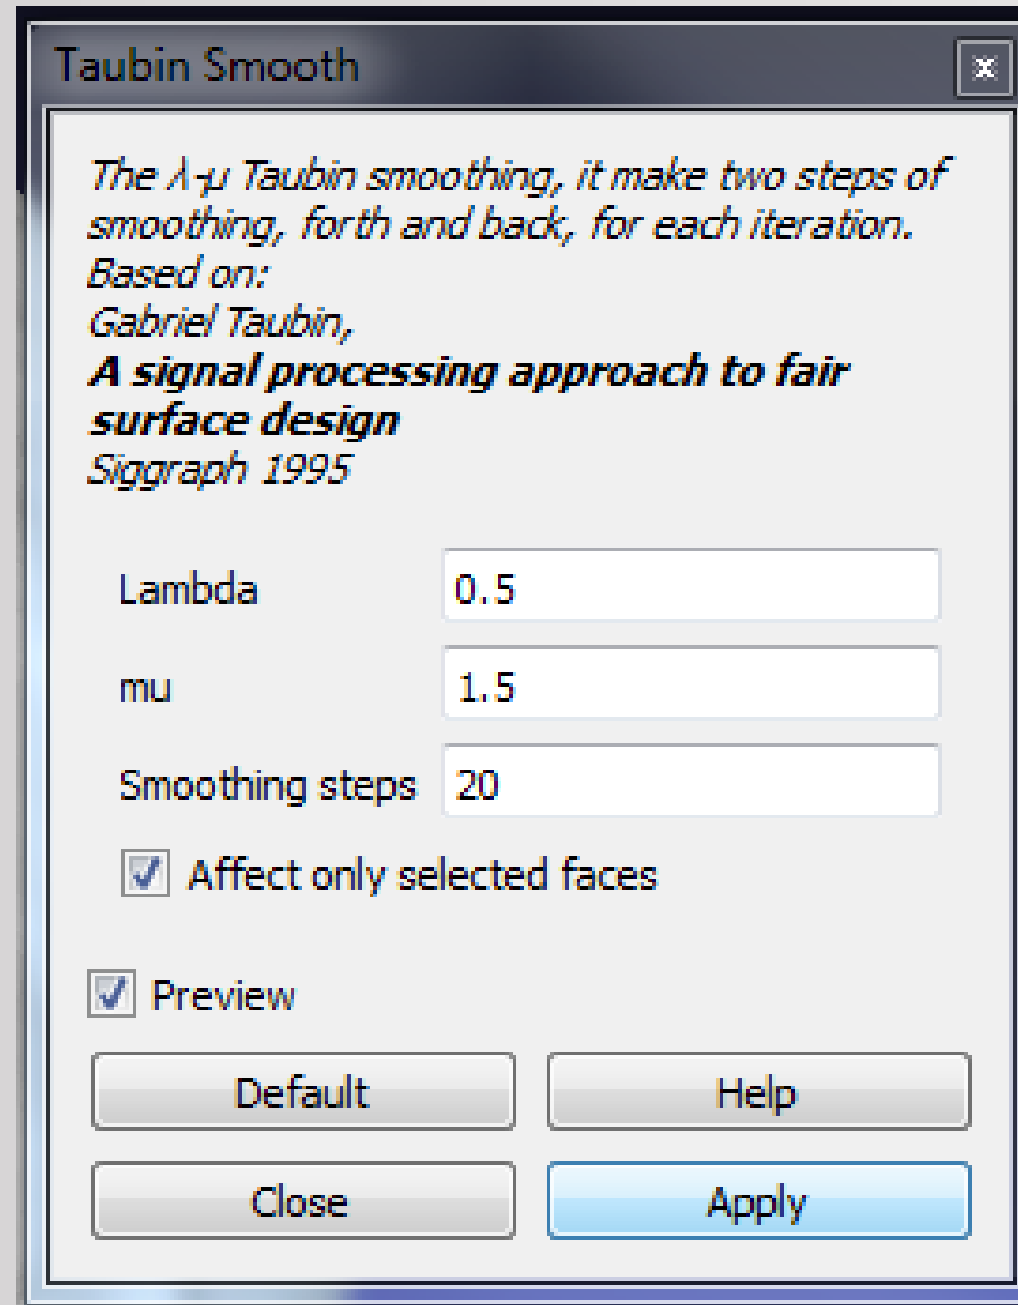 Taubin Smooth
The λ-μ Taubin smoothing, it make two steps of
smoothing, forth and back, for each iteration.
Based on:
Gabriel Taubin,
A signal processing approach to fair
surface design
Siggraph 1995
Lambda 0.5
mu 1.5
Smoothing steps 20
Affect only selected faces
Preview
Default Help
Close Apply